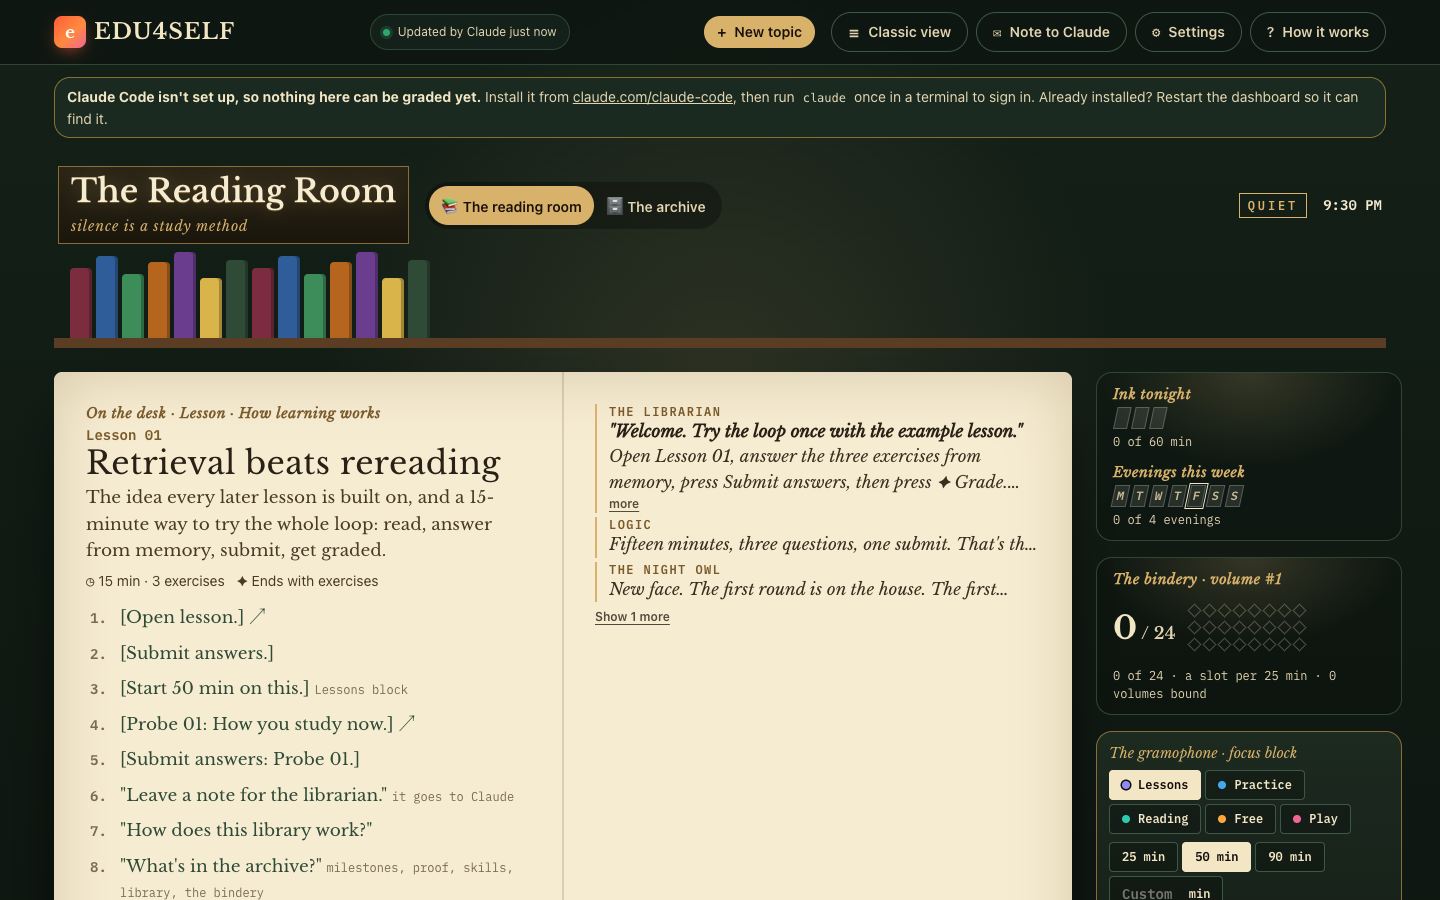 e EDU4SELF
Updated by Claude just now
+ New topic
≡ Classic view
✉ Note to Claude
⚙ Settings
? How it works
Claude Code isn't set up, so nothing here can be graded yet. Install it from claude.com/claude-code, then run claude once in a terminal to sign in. Already installed? Restart the dashboard so it can
find it.
The Reading Room
silence is a study method
The reading room
The archive
QUIET
9:30 PM
On the desk · Lesson · How learning works
Lesson 01
Retrieval beats rereading
The idea every later lesson is built on, and a 15-
minute way to try the whole loop: read, answer
from memory, submit, get graded.
◷ 15 min · 3 exercises ✦ Ends with exercises
1. [Open lesson.] ↗
2. [Submit answers.]
3. [Start 50 min on this.] Lessons block
4. [Probe 01: How you study now.] ↗
5. [Submit answers: Probe 01.]
6. "Leave a note for the librarian." it goes to Claude
7. "How does this library work?"
8. "What's in the archive?" milestones, proof, skills,
library, the bindery
THE LIBRARIAN
"Welcome. Try the loop once with the example lesson."
Open Lesson 01, answer the three exercises from
memory, press Submit answers, then press ✦ Grade....
more
LOGIC
Fifteen minutes, three questions, one submit. That's th...
THE NIGHT OWL
New face. The first round is on the house. The first...
Show 1 more
Ink tonight
0 of 60 min
Evenings this week
M T W T F S S
0 of 4 evenings
The bindery · volume #1
0 / 24
0 of 24 · a slot per 25 min · 0
volumes bound
The gramophone · focus block
Lessons
Practice
Reading
Free
Play
25 min
50 min
90 min
Custom min